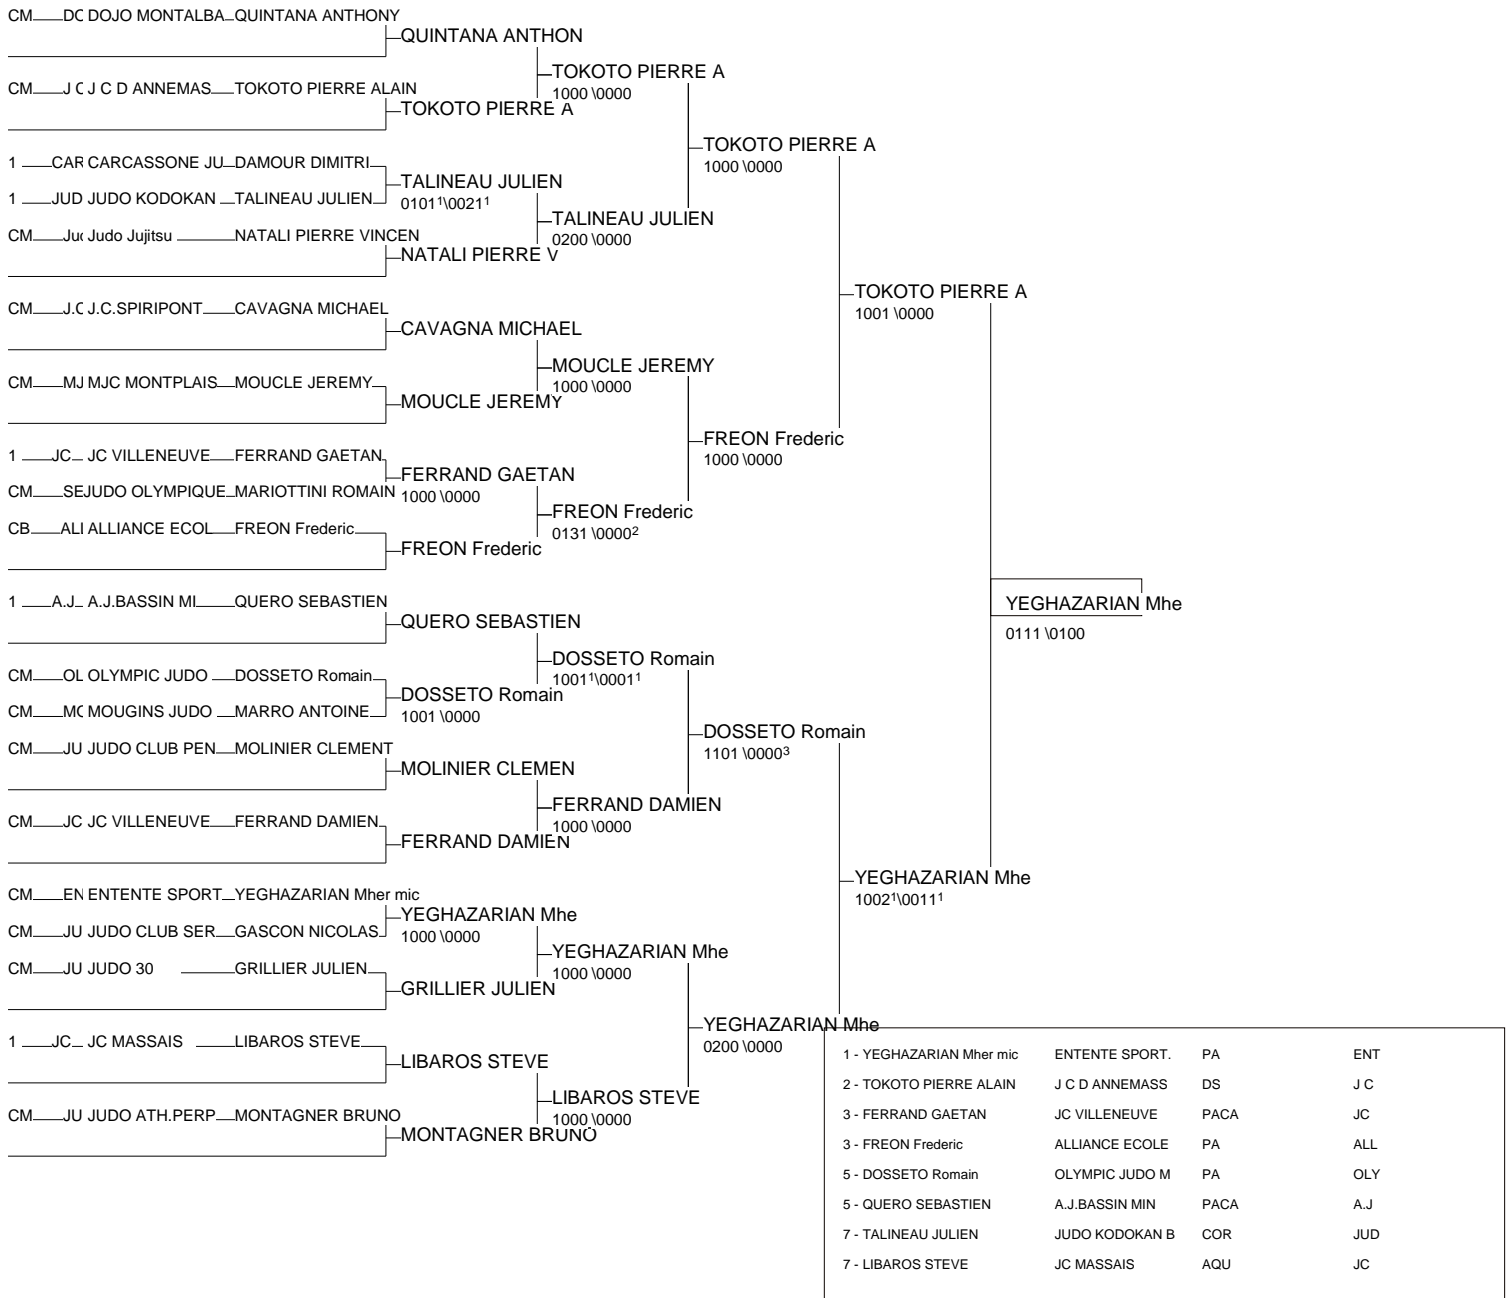 CM DC DOJO MONTALBA QUINTANA ANTHONY
QUINTANA ANTHON
TOKOTO PIERRE A
1000 \0000
CM J C J C D ANNEMAS TOKOTO PIERRE ALAIN
TOKOTO PIERRE A
TOKOTO PIERRE A
1000 \0000
1 CAR CARCASSONE JU DAMOUR DIMITRI
TALINEAU JULIEN
0101¹\0021¹
1 JUD JUDO KODOKAN TALINEAU JULIEN
TALINEAU JULIEN
0200 \0000
CM Juc Judo Jujitsu NATALI PIERRE VINCEN
NATALI PIERRE V
TOKOTO PIERRE A
1001 \0000
CM J.C J.C.SPIRIPONT CAVAGNA MICHAEL
CAVAGNA MICHAEL
MOUCLE JEREMY
1000 \0000
CM MJ MJC MONTPLAIS MOUCLE JEREMY
MOUCLE JEREMY
FREON Frederic
1000 \0000
1 JC JC VILLENEUVE FERRAND GAETAN
FERRAND GAETAN
1000 \0000
CM SE JUDO OLYMPIQUE MARIOTTINI ROMAIN
FREON Frederic
0131 \0000²
CB ALI ALLIANCE ECOL FREON Frederic
FREON Frederic
YEGHAZARIAN Mhe
0111 \0100
1 A.J A.J.BASSIN MI QUERO SEBASTIEN
QUERO SEBASTIEN
DOSSETO Romain
1001¹\0001¹
CM OL OLYMPIC JUDO DOSSETO Romain
DOSSETO Romain
1001 \0000
CM MC MOUGINS JUDO MARRO ANTOINE
DOSSETO Romain
1101 \0000³
CM JU JUDO CLUB PEN MOLINIER CLEMENT
MOLINIER CLEMEN
FERRAND DAMIEN
1000 \0000
CM JC JC VILLENEUVE FERRAND DAMIEN
FERRAND DAMIEN
YEGHAZARIAN Mhe
1002¹\0011¹
CM EN ENTENTE SPORT YEGHAZARIAN Mher mic
YEGHAZARIAN Mhe
1000 \0000
CM JU JUDO CLUB SER GASCON NICOLAS
YEGHAZARIAN Mhe
1000 \0000
CM JU JUDO 30 GRILLIER JULIEN
GRILLIER JULIEN
YEGHAZARIAN Mhe
0200 \0000
1 JC JC MASSAIS LIBAROS STEVE
LIBAROS STEVE
LIBAROS STEVE
1000 \0000
CM JU JUDO ATH.PERP MONTAGNER BRUNO
MONTAGNER BRUNO
1 - YEGHAZARIAN Mher mic ENTENTE SPORT. PA ENT
2 - TOKOTO PIERRE ALAIN J C D ANNEMASS DS J C
3 - FERRAND GAETAN JC VILLENEUVE PACA JC
3 - FREON Frederic ALLIANCE ECOLE PA ALL
5 - DOSSETO Romain OLYMPIC JUDO M PA OLY
5 - QUERO SEBASTIEN A.J.BASSIN MIN PACA A.J
7 - TALINEAU JULIEN JUDO KODOKAN B COR JUD
7 - LIBAROS STEVE JC MASSAIS AQU JC